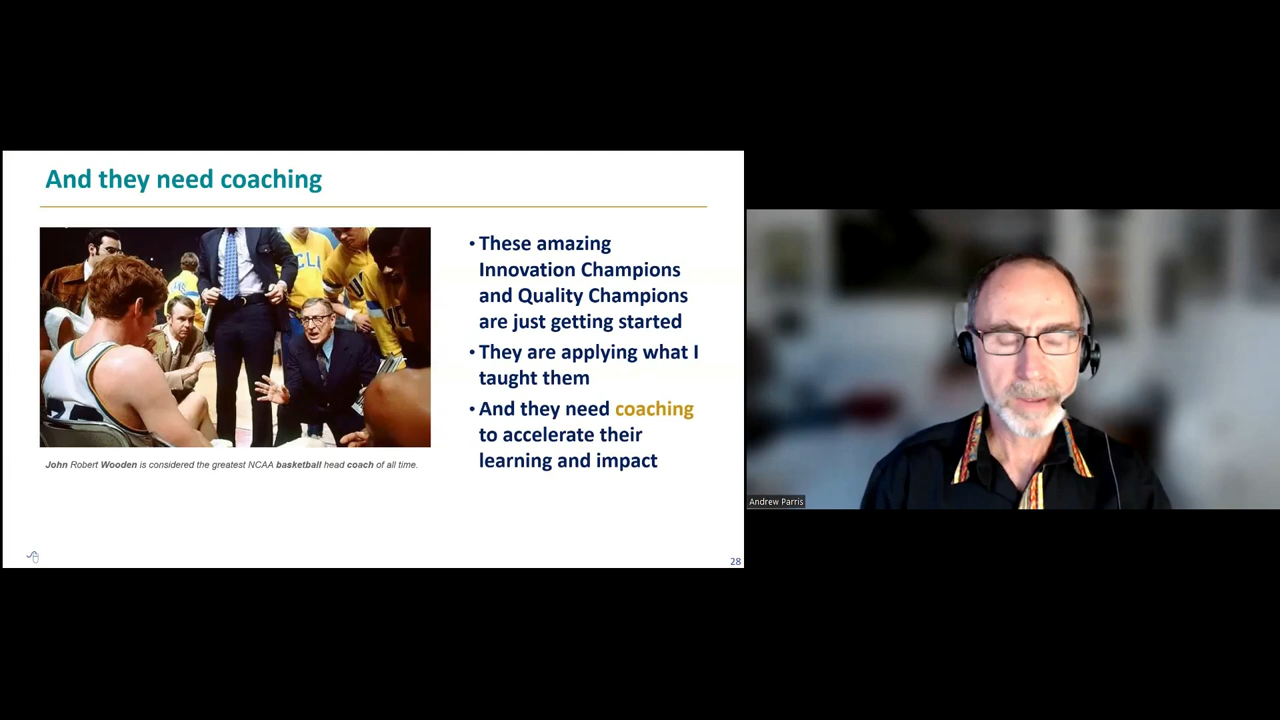 And they need coaching
• These amazing
Innovation Champions
and Quality Champions
are just getting started
• They are applying what I
taught them
• And they need coaching
to accelerate their
learning and impact
John Robert Wooden is considered the greatest NCAA basketball head coach of all time.
28
Andrew Parris